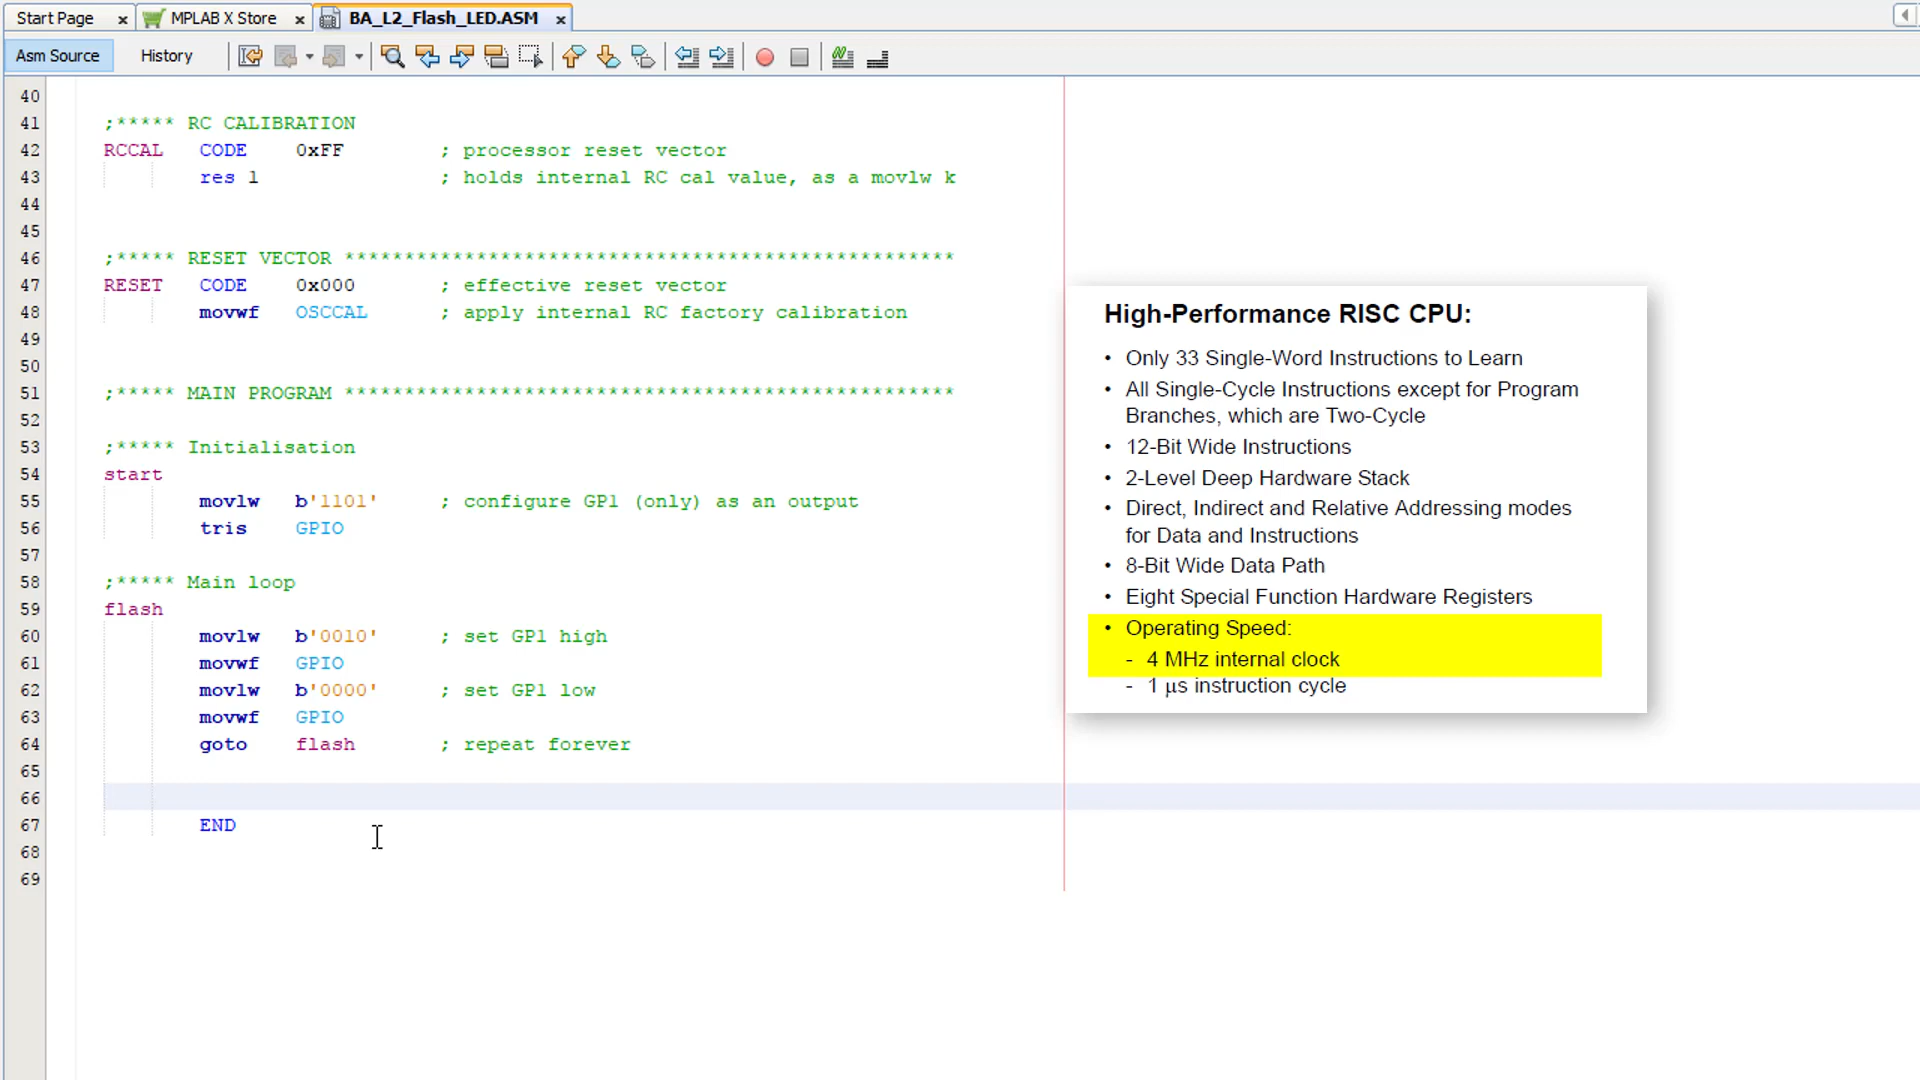 Start Page
MPLAB X Store
BA_L2_Flash_LED.ASM
Asm Source
History
40
41 ;***** RC CALIBRATION
42 RCCAL CODE 0xFF ; processor reset vector
43 res 1 ; holds internal RC cal value, as a movlw k
44
45
46 ;***** RESET VECTOR ***************************************************
47 RESET CODE 0x000 ; effective reset vector
48 movwf OSCCAL ; apply internal RC factory calibration
49
50
51 ;***** MAIN PROGRAM ***************************************************
52
53 ;***** Initialisation
54 start
55 movlw b'1101' ; configure GP1 (only) as an output
56 tris GPIO
57
58 ;***** Main loop
59 flash
60 movlw b'0010' ; set GP1 high
61 movwf GPIO
62 movlw b'0000' ; set GP1 low
63 movwf GPIO
64 goto flash ; repeat forever
65
66
67 END
68
69
High-Performance RISC CPU:
• Only 33 Single-Word Instructions to Learn
• All Single-Cycle Instructions except for Program
Branches, which are Two-Cycle
• 12-Bit Wide Instructions
• 2-Level Deep Hardware Stack
• Direct, Indirect and Relative Addressing modes
for Data and Instructions
• 8-Bit Wide Data Path
• Eight Special Function Hardware Registers
• Operating Speed:
- 4 MHz internal clock
- 1 μs instruction cycle